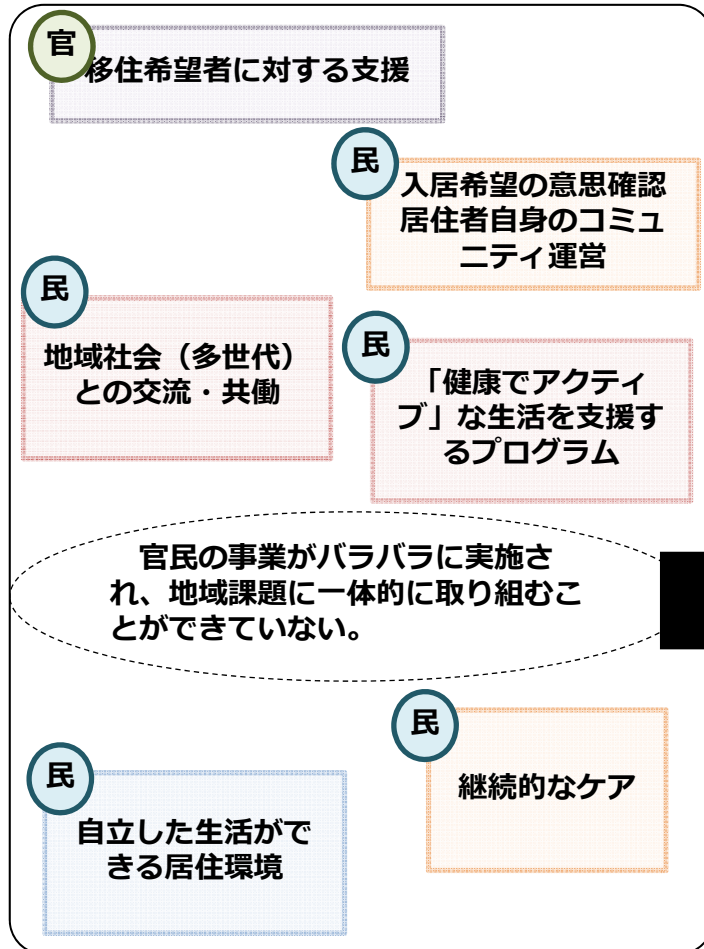 官
移住希望者に対する支援
民
入居希望の意思確認
居住者自身のコミュ
ニティ運営
民
地域社会（多世代）
との交流・共働
民
「健康でアクティ
ブ」な生活を支援す
るプログラム
官民の事業がバラバラに実施さ
れ、地域課題に一体的に取り組むこ
とができていない。
民
継続的なケア
民
自立した生活がで
きる居住環境